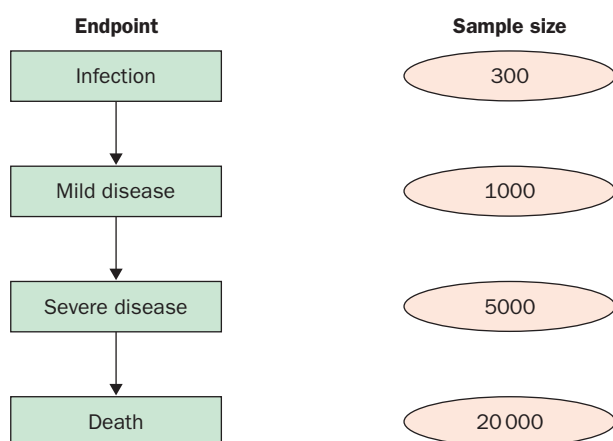 Endpoint Sample size
Infection 300
Mild disease 1000
Severe disease 5000
Death 20 000